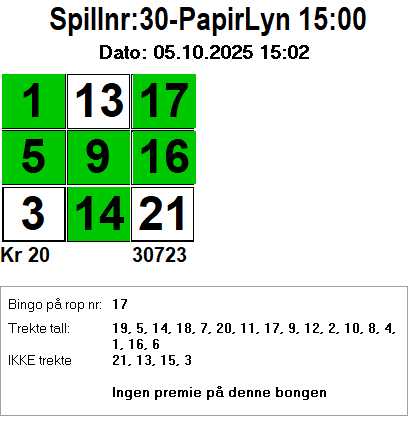 Spillnr:30-PapirLyn 15:00
Dato: 05.10.2025 15:02
1 13 17
5 9 16
3 14 21
Kr 20 30723
Bingo på rop nr: 17
Trekte tall: 19, 5, 14, 18, 7, 20, 11, 17, 9, 12, 2, 10, 8, 4,
1, 16, 6
IKKE trekte 21, 13, 15, 3
Ingen premie på denne bongen